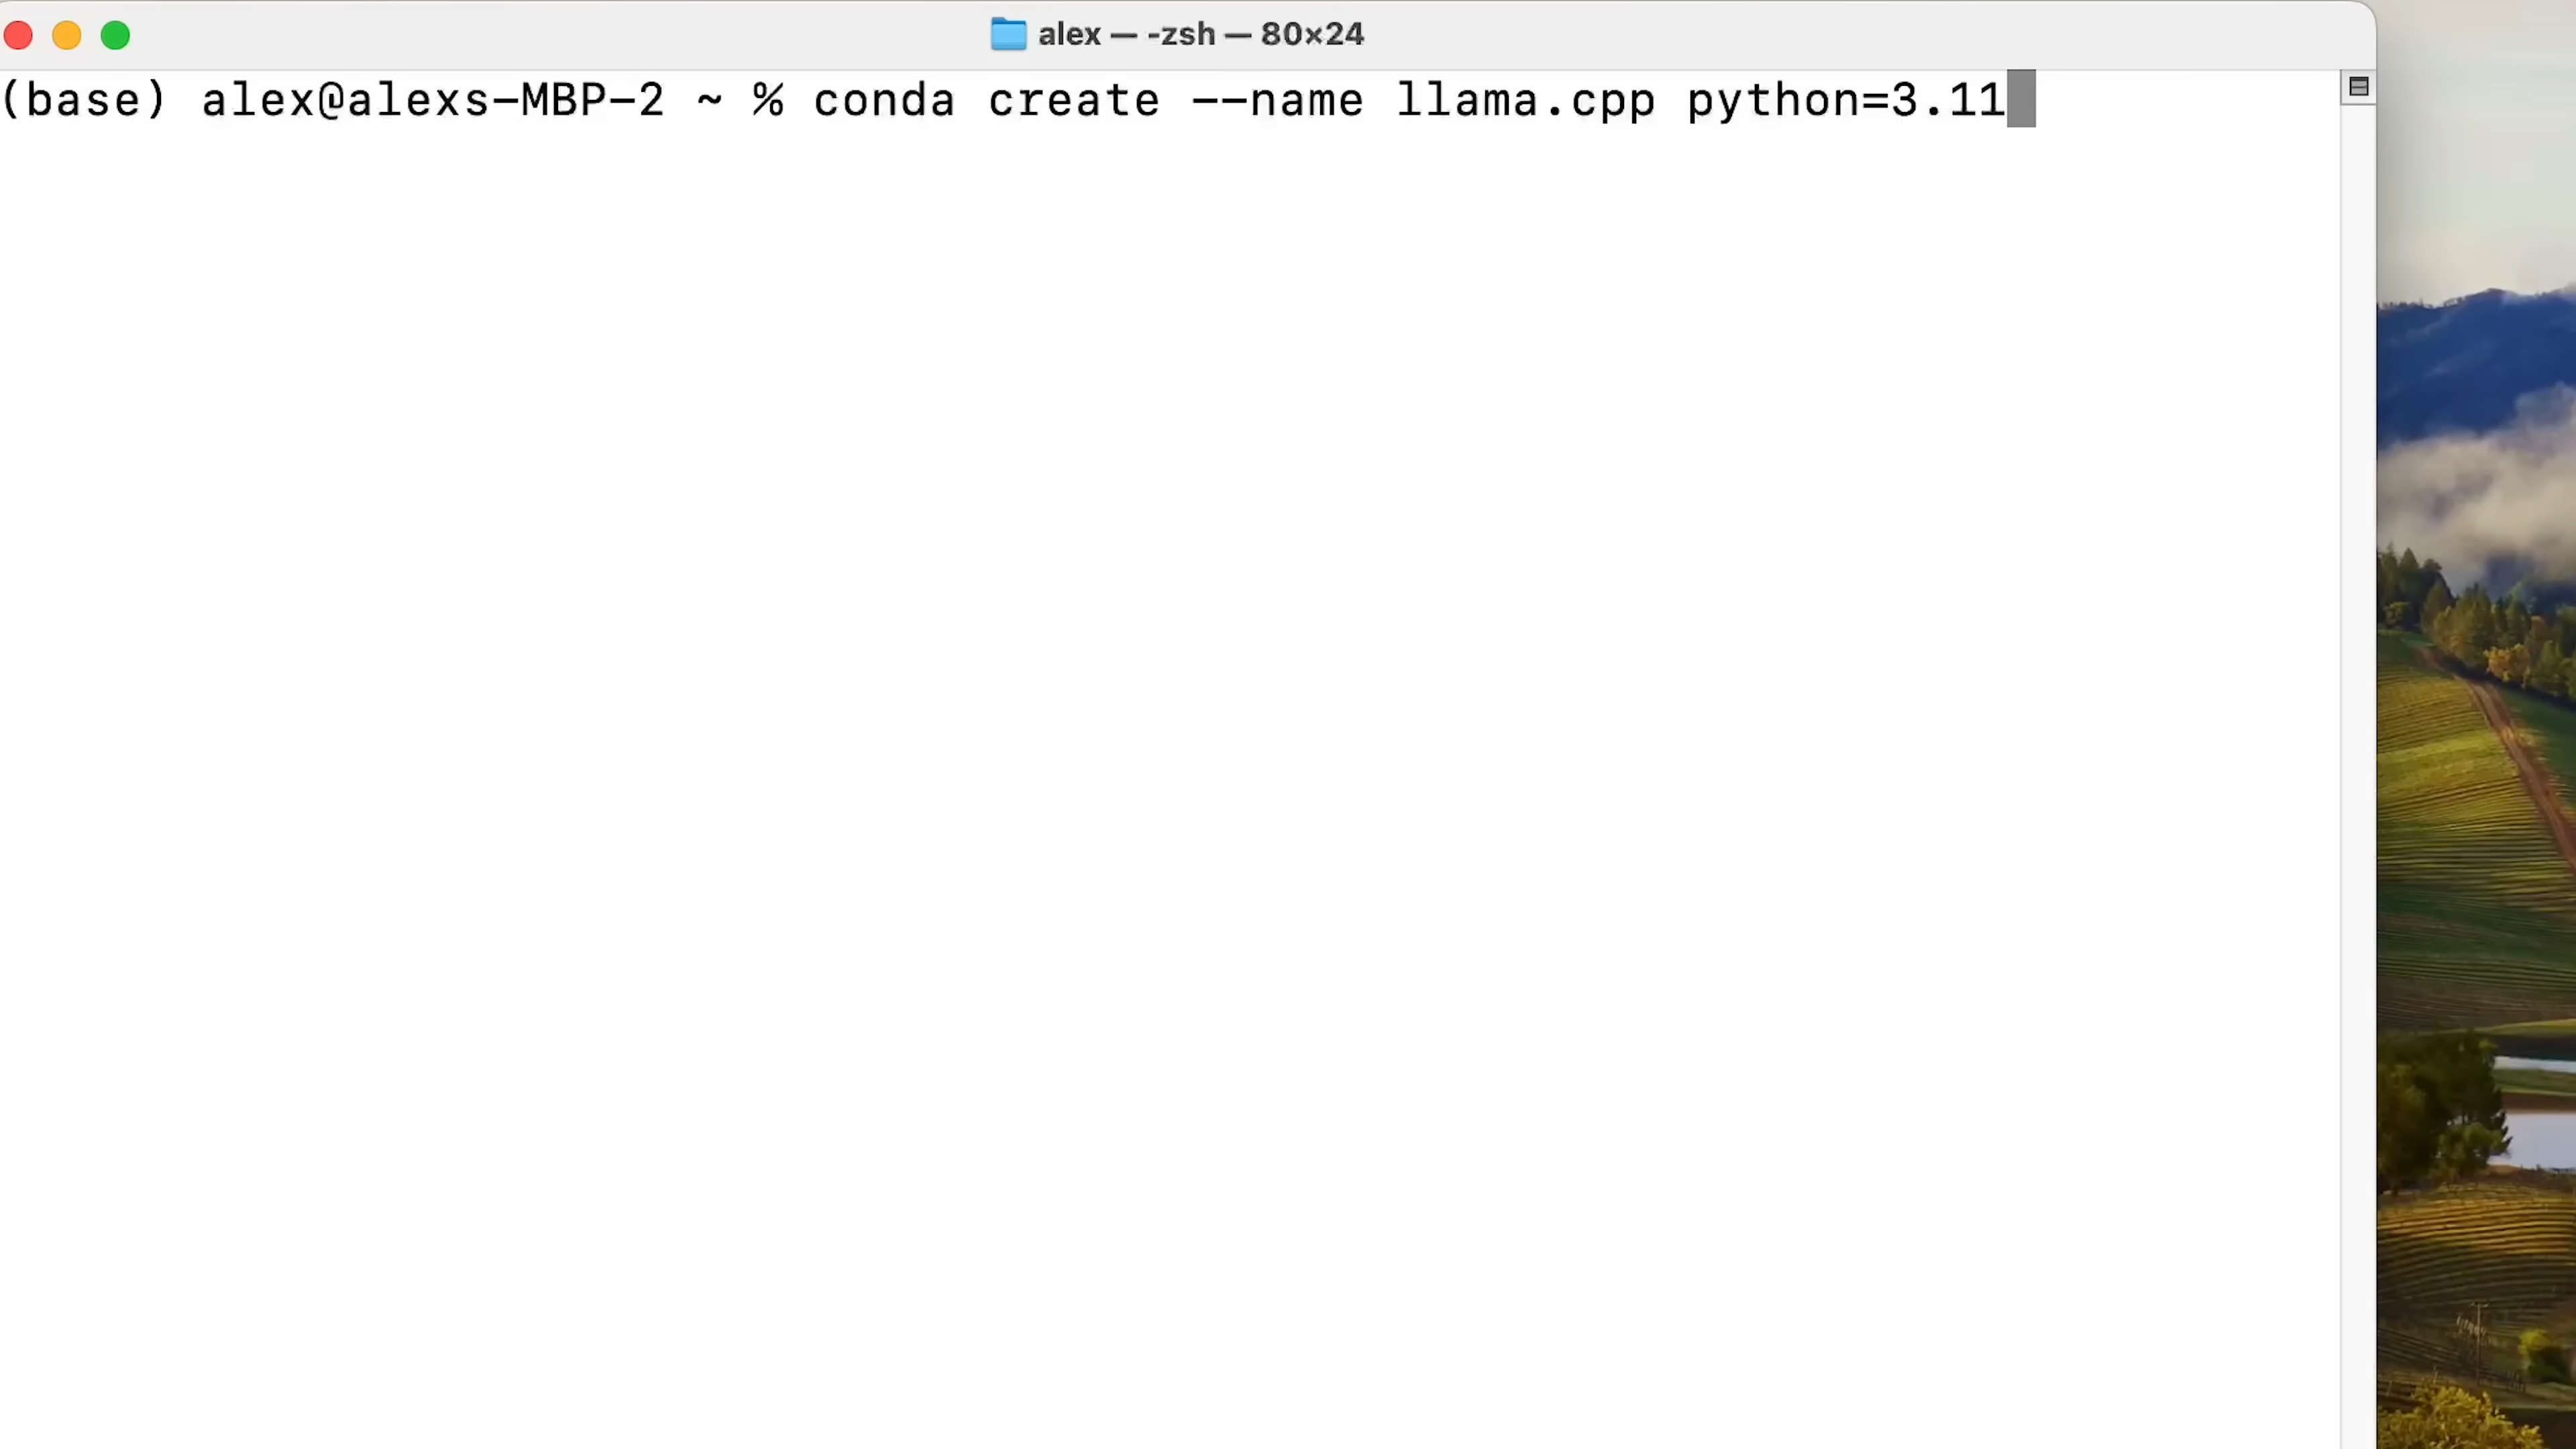 alex — -zsh — 80×24
(base) alex@alexs-MBP-2 ~ % conda create --name llama.cpp python=3.11